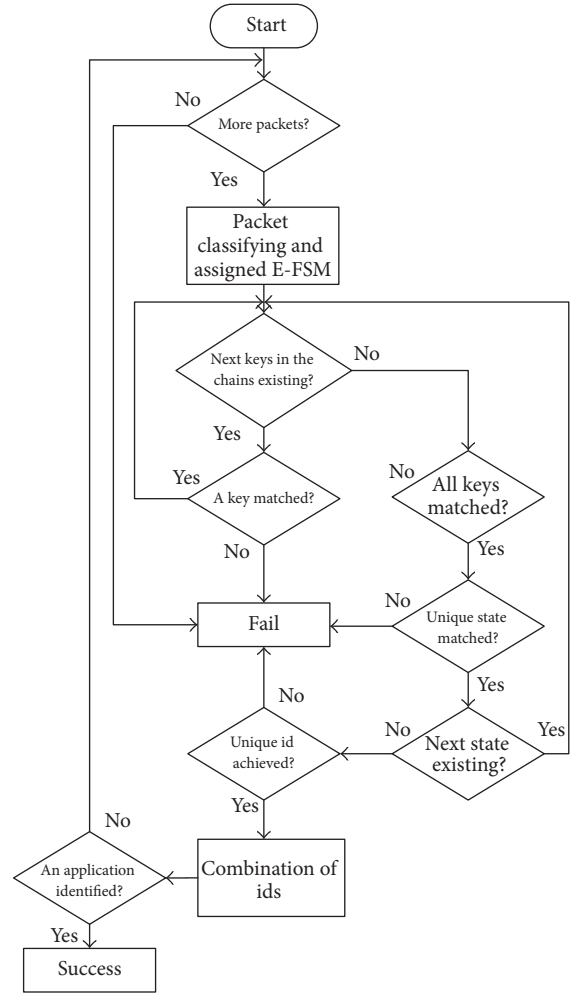 Start
No
More packets?
Yes
Packet
classifying and
assigned E-FSM
Next keys in the
chains existing?
No
Yes
Yes
A key matched?
No
No
All keys
matched?
Yes
Fail
No
Unique state
matched?
Yes
No
Unique id
achieved?
No
Next state
existing?
Yes
Yes
Combination of
ids
No
An application
identified?
Yes
Success